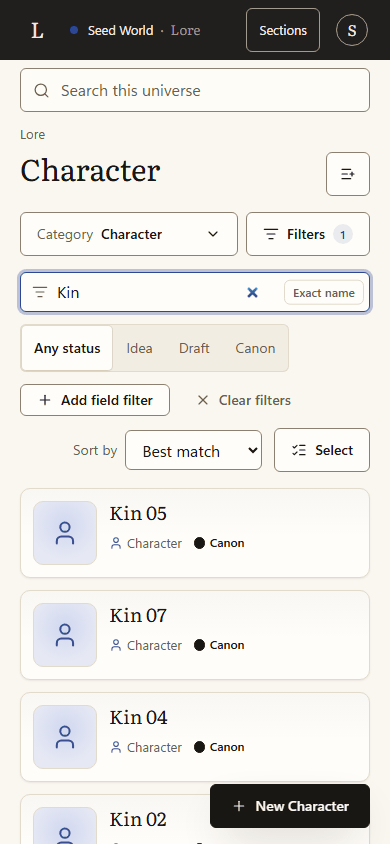 L Seed World · Lore Sections S
Search this universe
Lore
Character
Category Character Filters 1
Kin Exact name
Any status Idea Draft Canon
Add field filter Clear filters
Sort by Best match Select
Kin 05
Character Canon
Kin 07
Character Canon
Kin 04
Character Canon
Kin 02
New Character